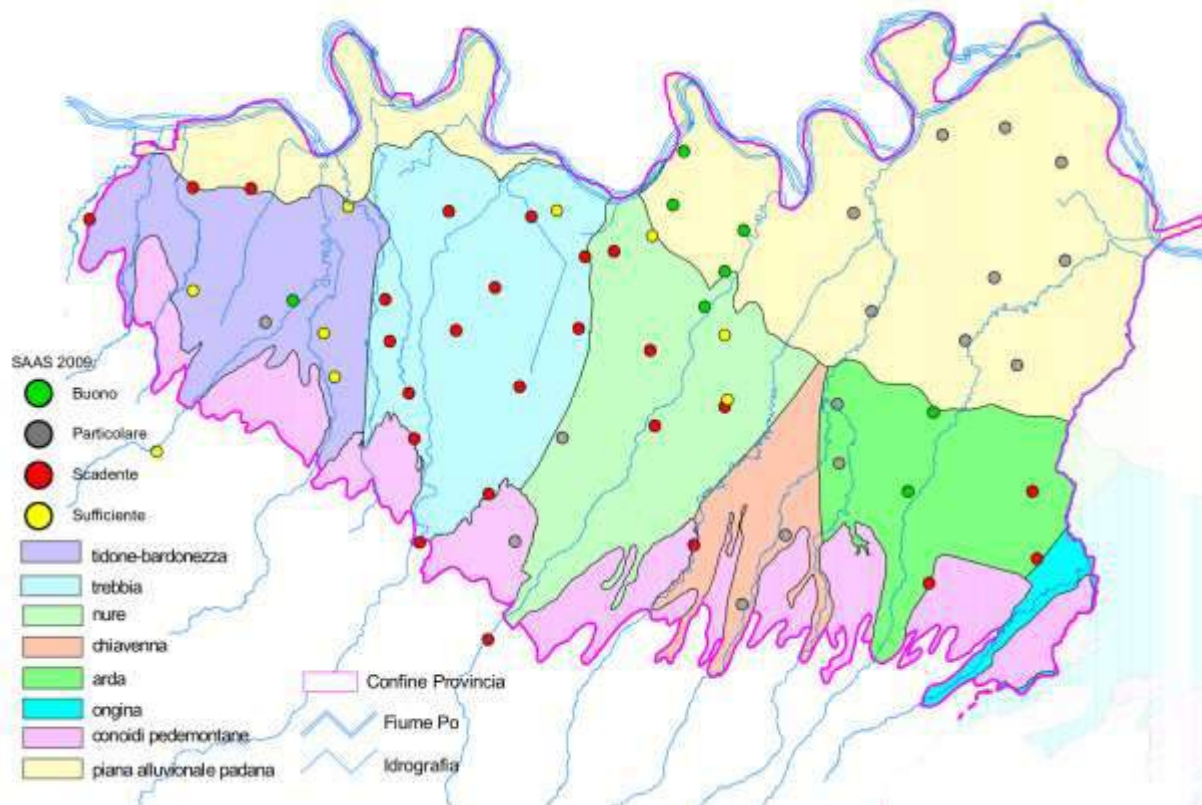 SAAS 2009:
Buono
Particolare
Scadente
Sufficiente
tidone-bardonezza
trebbia
nure
chiavenna
arda
ongina
conoidi pedemontane
piana alluvionale padana
Confine Provincia
Fiume Po
Idrografia